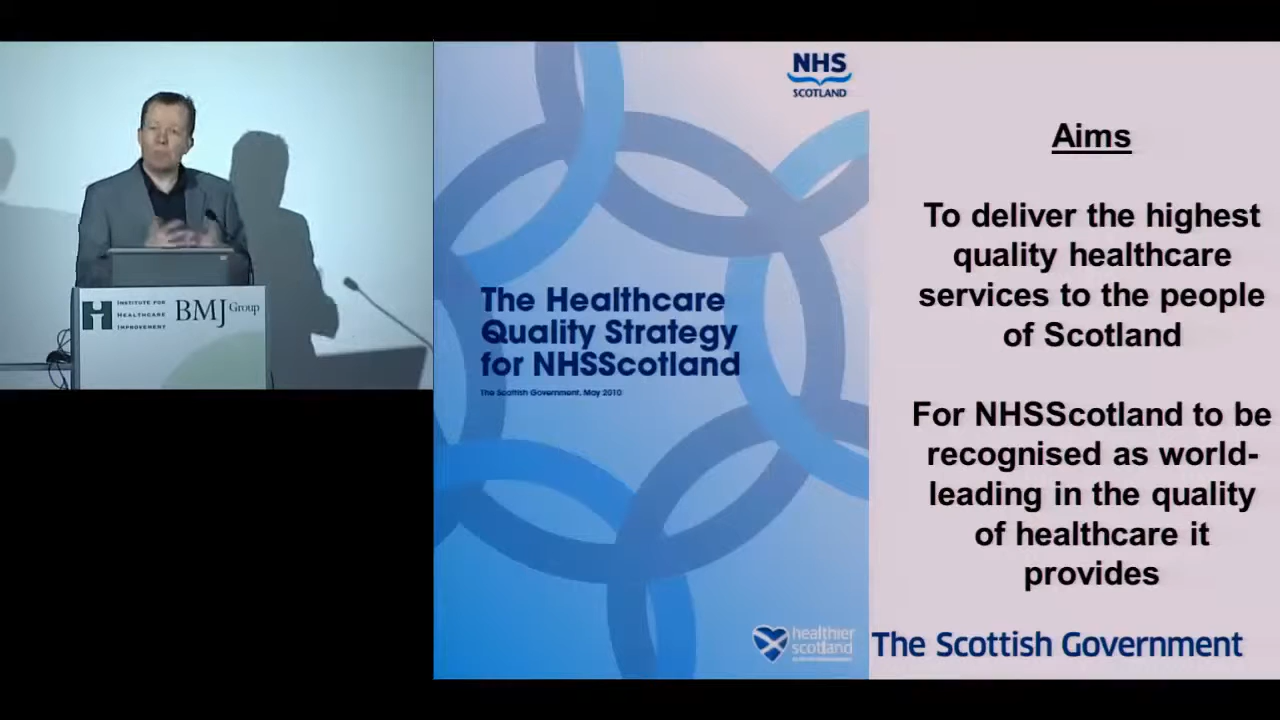 INSTITUTE FOR
HEALTHCARE
IMPROVEMENT
BMJ Group
NHS
SCOTLAND
The Healthcare
Quality Strategy
for NHSScotland
The Scottish Government, May 2010
healthier
scotland
Aims
To deliver the highest
quality healthcare
services to the people
of Scotland
For NHSScotland to be
recognised as world-
leading in the quality
of healthcare it
provides
The Scottish Government